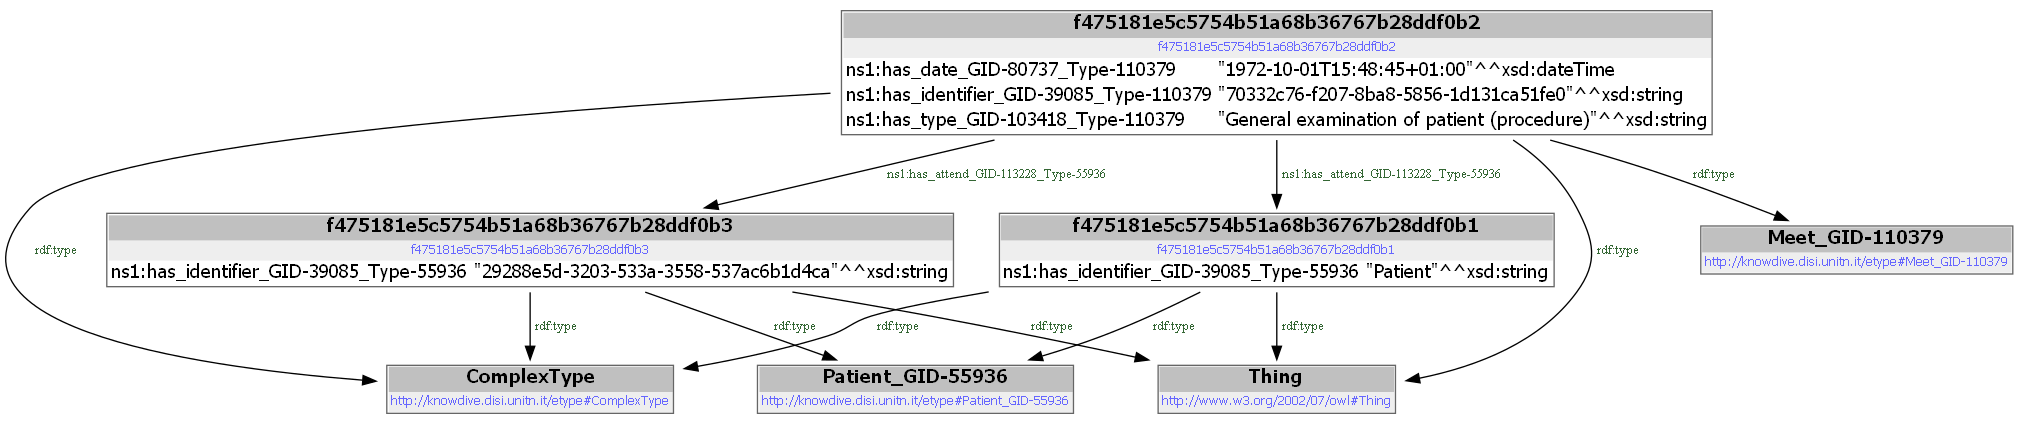 f475181e5c5754b51a68b36767b28ddf0b2
f475181e5c5754b51a68b36767b28ddf0b2
ns1:has_date_GID-80737_Type-110379 "1972-10-01T15:48:45+01:00"^^xsd:dateTime
ns1:has_identifier_GID-39085_Type-110379 "70332c76-f207-8ba8-5856-1d131ca51fe0"^^xsd:string
ns1:has_type_GID-103418_Type-110379 "General examination of patient (procedure)"^^xsd:string
ns1:has_attend_GID-113228_Type-55936
ns1:has_attend_GID-113228_Type-55936
rdf:type
f475181e5c5754b51a68b36767b28ddf0b3
f475181e5c5754b51a68b36767b28ddf0b3
ns1:has_identifier_GID-39085_Type-55936 "29288e5d-3203-533a-3558-537ac6b1d4ca"^^xsd:string
f475181e5c5754b51a68b36767b28ddf0b1
f475181e5c5754b51a68b36767b28ddf0b1
ns1:has_identifier_GID-39085_Type-55936 "Patient"^^xsd:string
Meet_GID-110379
http://knowdive.disi.unitn.it/etype#Meet_GID-110379
rdf:type
rdf:type
rdf:type
rdf:type
rdf:type
rdf:type
rdf:type
rdf:type
ComplexType
http://knowdive.disi.unitn.it/etype#ComplexType
Patient_GID-55936
http://knowdive.disi.unitn.it/etype#Patient_GID-55936
Thing
http://www.w3.org/2002/07/owl#Thing